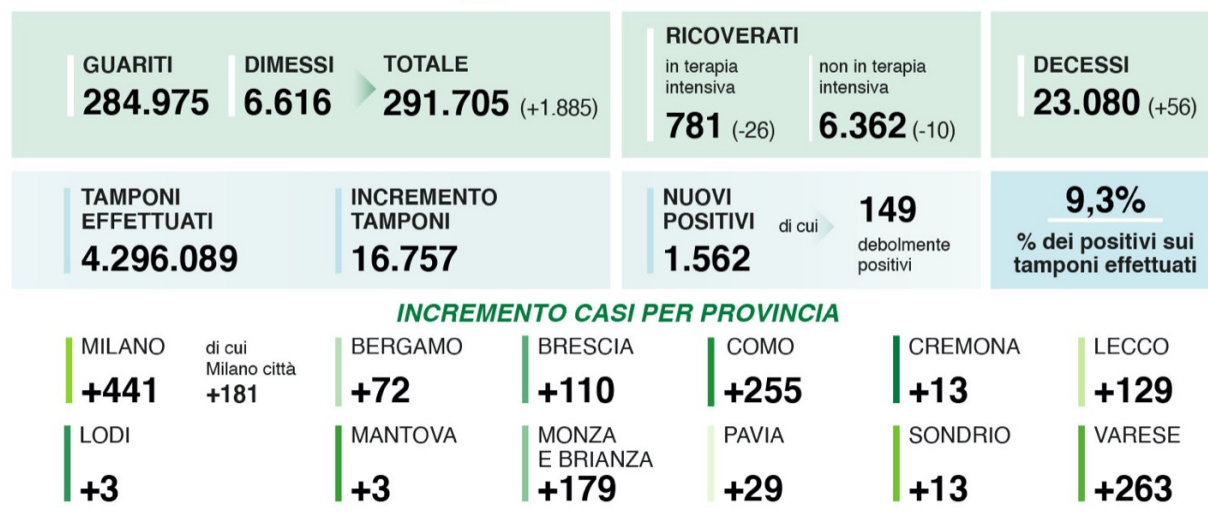 GUARITI
284.975
DIMESSI
6.616
TOTALE
291.705 (+1.885)
RICOVERATI
in terapia
intensiva
781 (-26)
non in terapia
intensiva
6.362 (-10)
DECESSI
23.080 (+56)
TAMPONI
EFFETTUATI
4.296.089
INCREMENTO
TAMPONI
16.757
NUOVI
POSITIVI
1.562
di cui
149
debolmente
positivi
9,3%
% dei positivi sui
tamponi effettuati
INCREMENTO CASI PER PROVINCIA
MILANO
+441
di cui
Milano città
+181
BERGAMO
+72
BRESCIA
+110
COMO
+255
CREMONA
+13
LECCO
+129
LODI
+3
MANTOVA
+3
MONZA
E BRIANZA
+179
PAVIA
+29
SONDRIO
+13
VARESE
+263